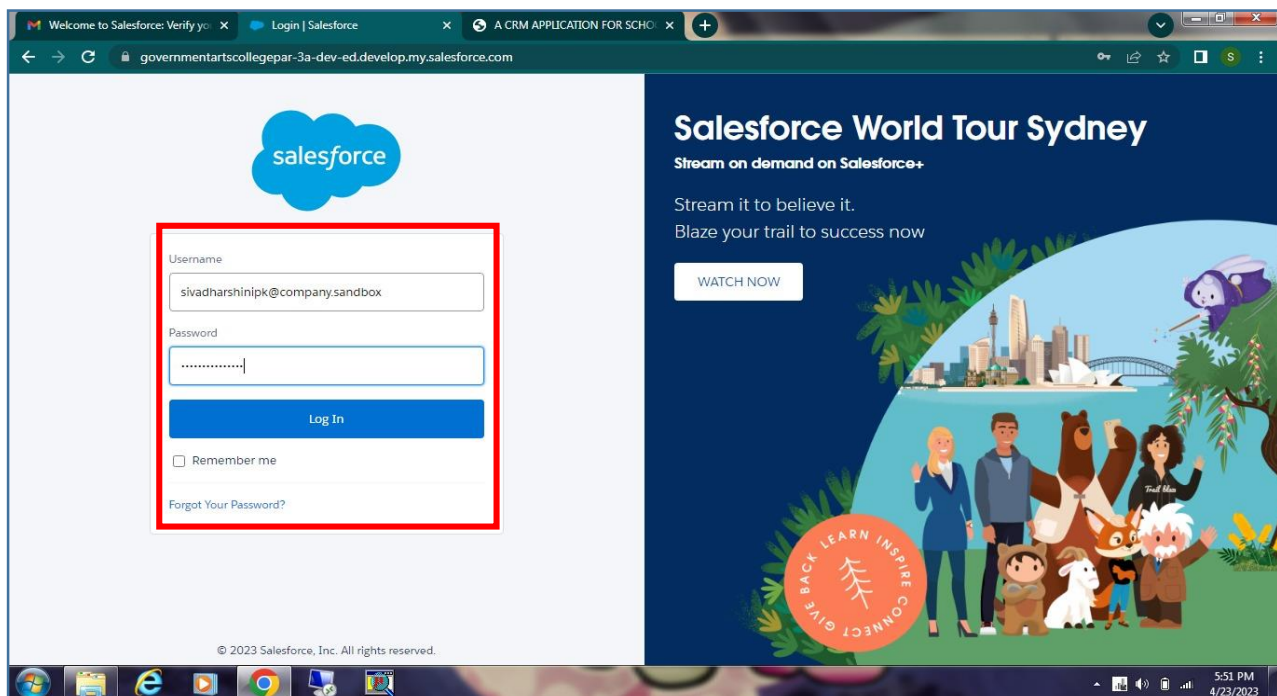 Welcome to Salesforce: Verify yo
Login | Salesforce
A CRM APPLICATION FOR SCHO
governmentartscollegepar-3a-dev-ed.develop.my.salesforce.com
S
salesforce
Username
sivadharshinipk@company.sandbox
Password
Log In
Remember me
Forgot Your Password?
© 2023 Salesforce, Inc. All rights reserved.
Salesforce World Tour Sydney
Stream on demand on Salesforce+
Stream it to believe it.
Blaze your trail to success now
WATCH NOW
Trail blaze
GIVE BACK LEARN INSPIRE CONNECT
5:51 PM
4/23/2023